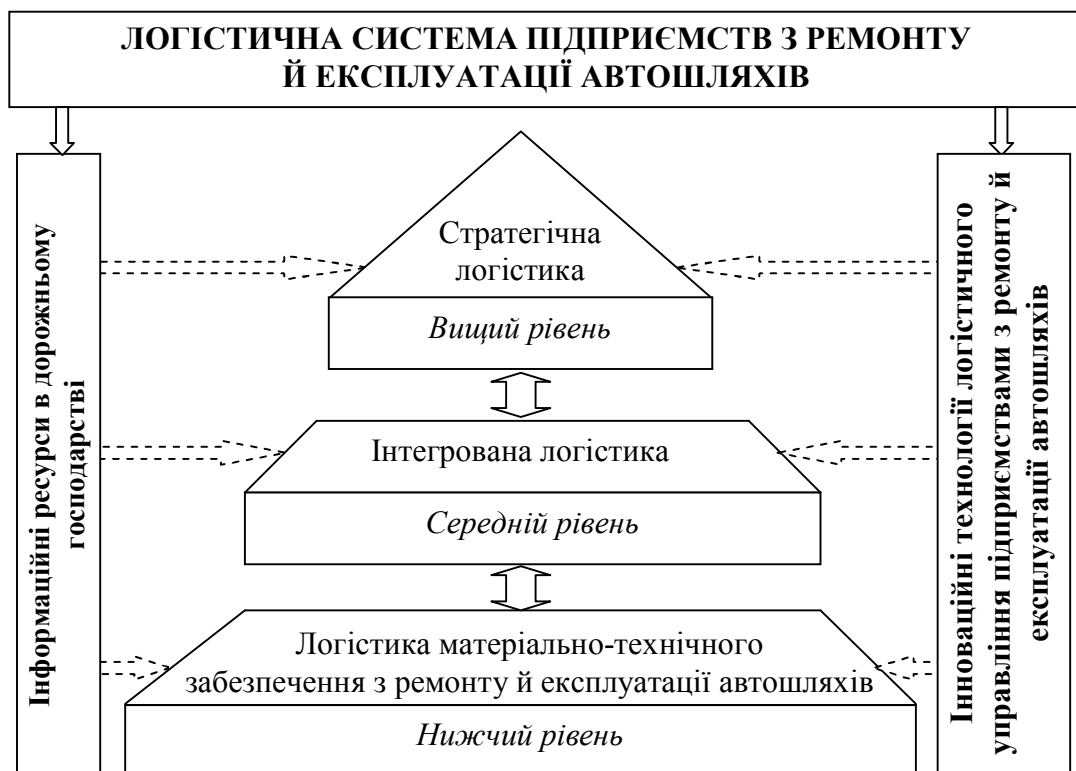 ЛОГІСТИЧНА СИСТЕМА ПІДПРИЄМСТВ З РЕМОНТУ
Й ЕКСПЛУАТАЦІЇ АВТОШЛЯХІВ
Інформаційні ресурси в дорожньому
господарстві
Стратегічна
логістика
Вищий рівень
Інтегрована логістика
Середній рівень
Логістика матеріально-технічного
забезпечення з ремонту й експлуатації автошляхів
Нижчий рівень
Інноваційні технології логістичного
управління підприємствами з ремонту й
експлуатації автошляхів